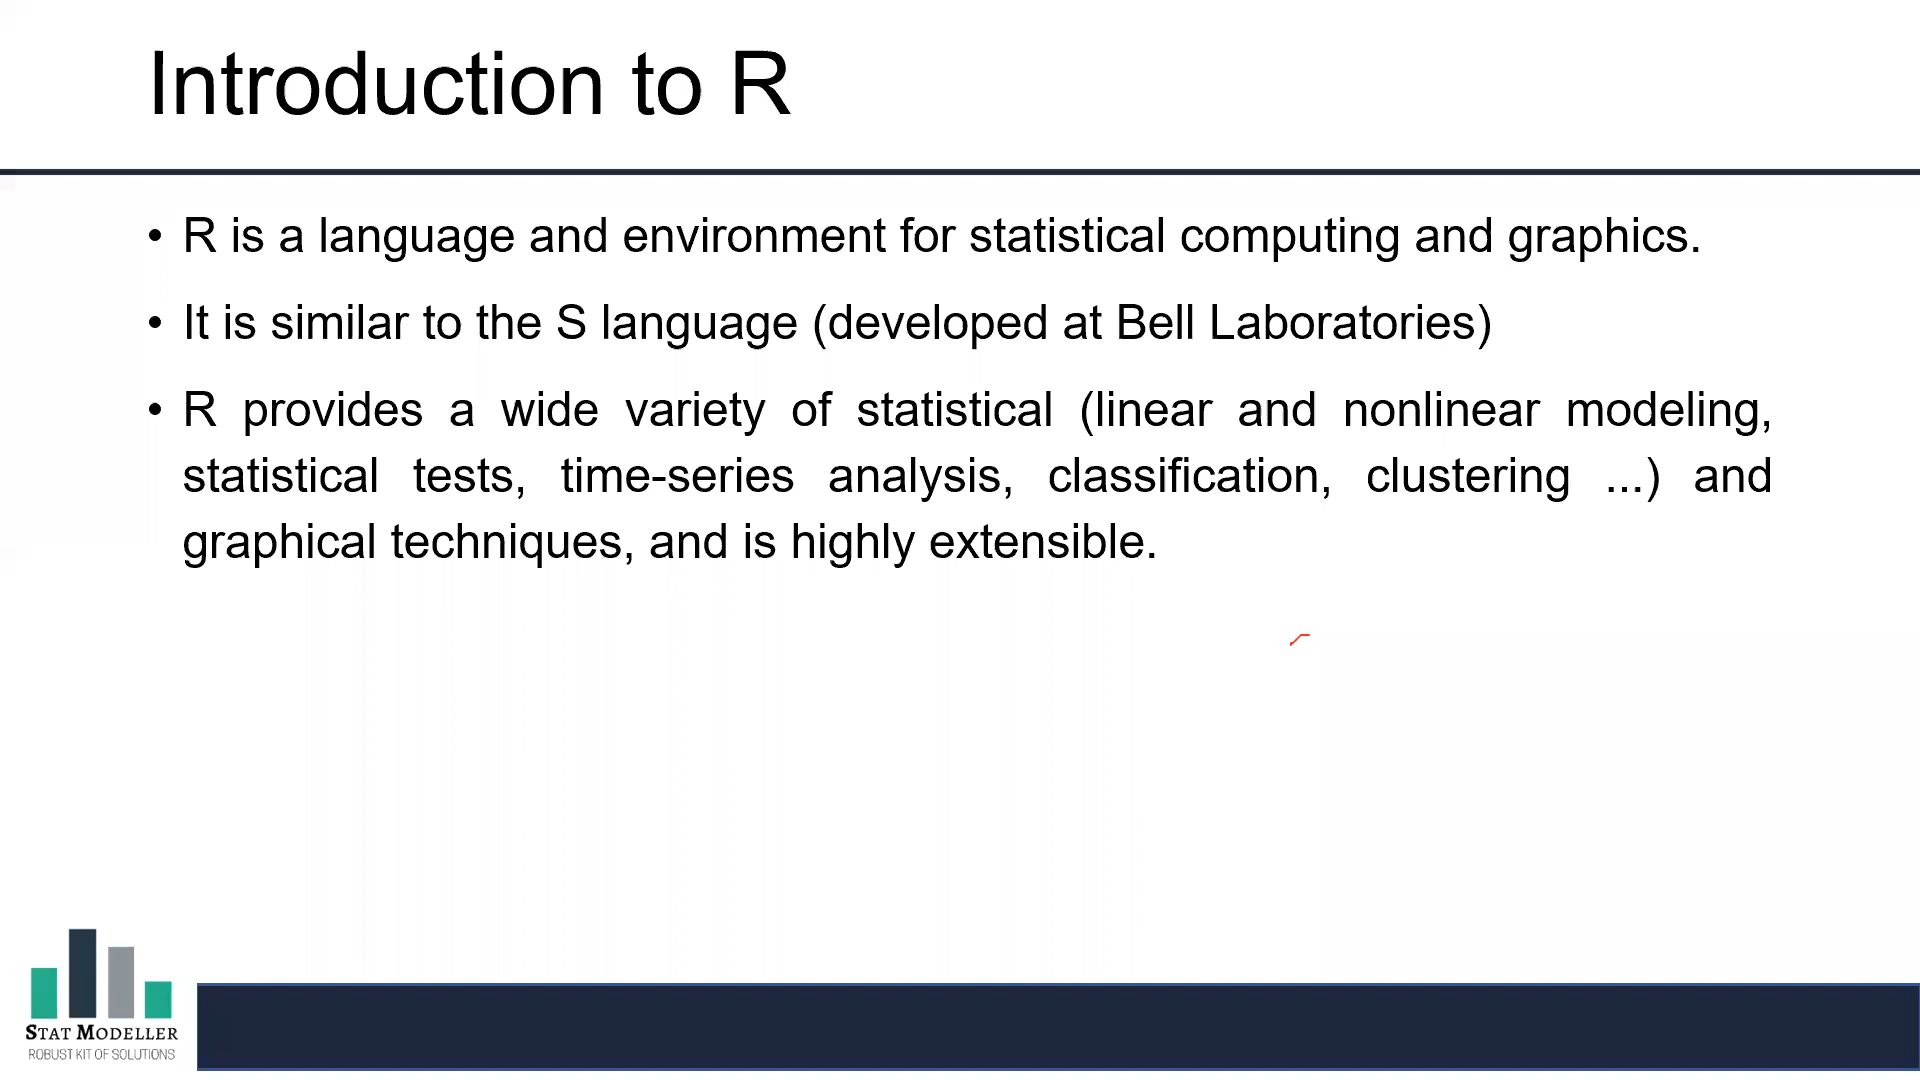 Introduction to R
• R is a language and environment for statistical computing and graphics.
• It is similar to the S language (developed at Bell Laboratories)
• R provides a wide variety of statistical (linear and nonlinear modeling,
statistical tests, time-series analysis, classification, clustering ...) and
graphical techniques, and is highly extensible.
STAT MODELLER
ROBUST KIT OF SOLUTIONS